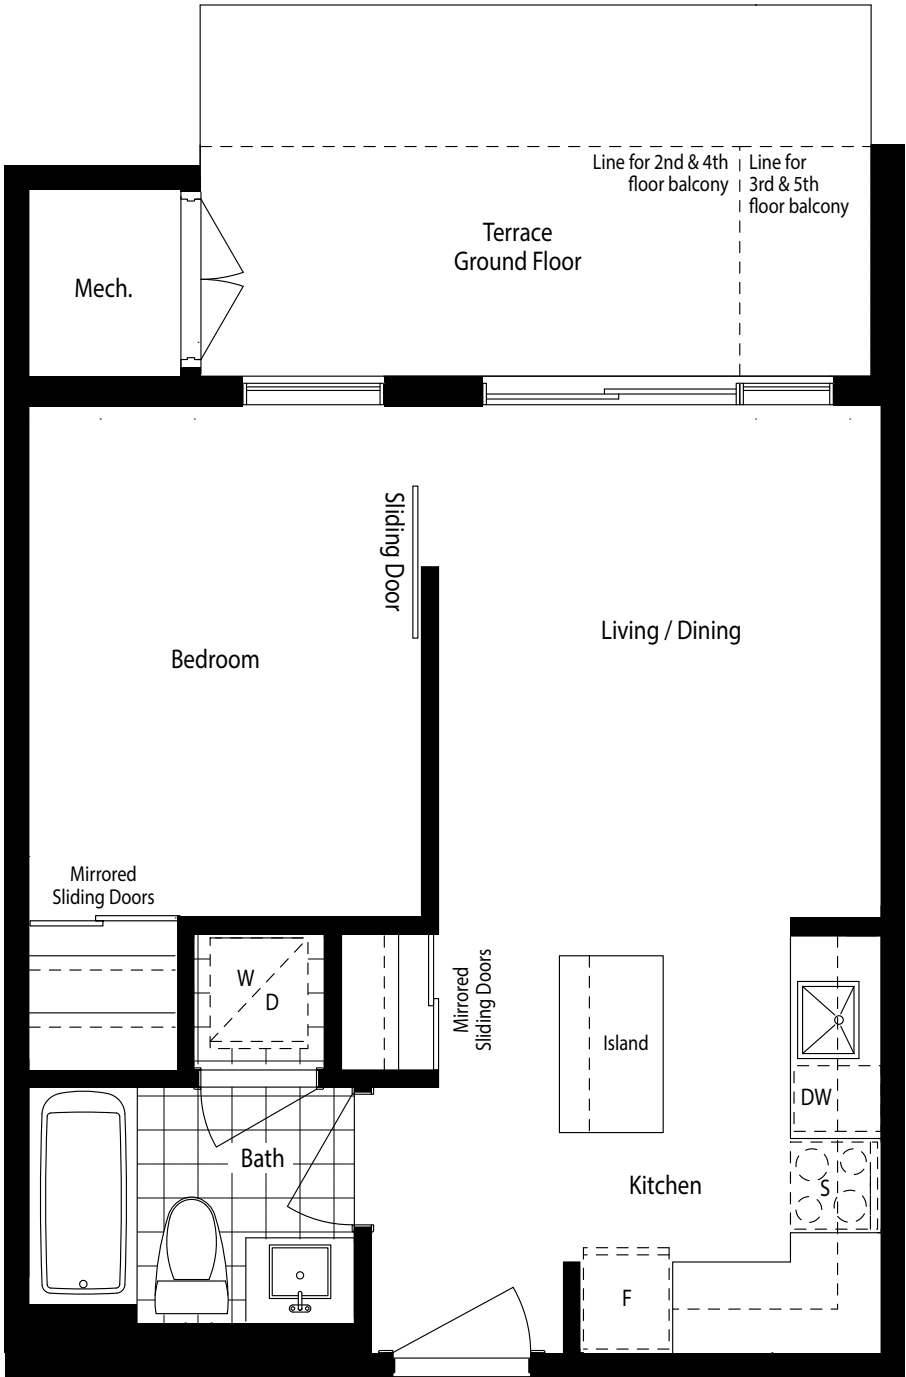 Line for 2nd & 4th
floor balcony
Line for
3rd & 5th
floor balcony
Terrace
Ground Floor
Mech.
Sliding Door
Living / Dining
Bedroom
Mirrored
Sliding Doors
W
D
Mirrored
Sliding Doors
Island
DW
Bath
Kitchen
S
F